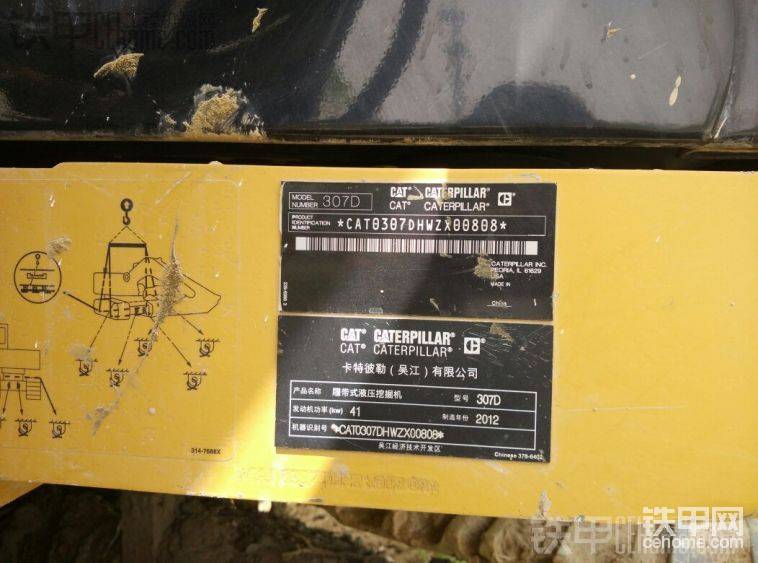 铁甲 cehome.com
MODEL NUMBER 307D
CAT® CATERPILLAR®
CAT® CATERPILLAR®
PRODUCT IDENTIFICATION NUMBER *CAT0307DHWZX00808*
CATERPILLAR INC.
PEORIA, IL 61629
USA
China
CAT® CATERPILLAR®
CAT® CATERPILLAR®
卡特彼勒(吴江)有限公司
产品名称 履带式液压挖掘机 型号 307D
发动机功率(kw) 41 制造年份 2012
机器识别号 *CAT0307DHWZX00808*
吴江经济技术开发区
Chinese 378-6402
314-7688X
铁甲网
cehome.com